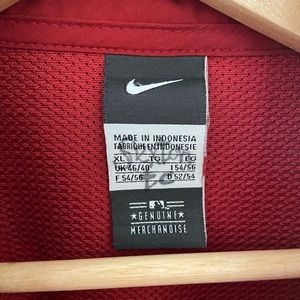 MADE IN INDONESIA
FABRIQUE EN INDONESIE
XL TG EG
UK 46/48 I 54/56
F 54/56 D 52/54
GENUINE
MERCHANDISE